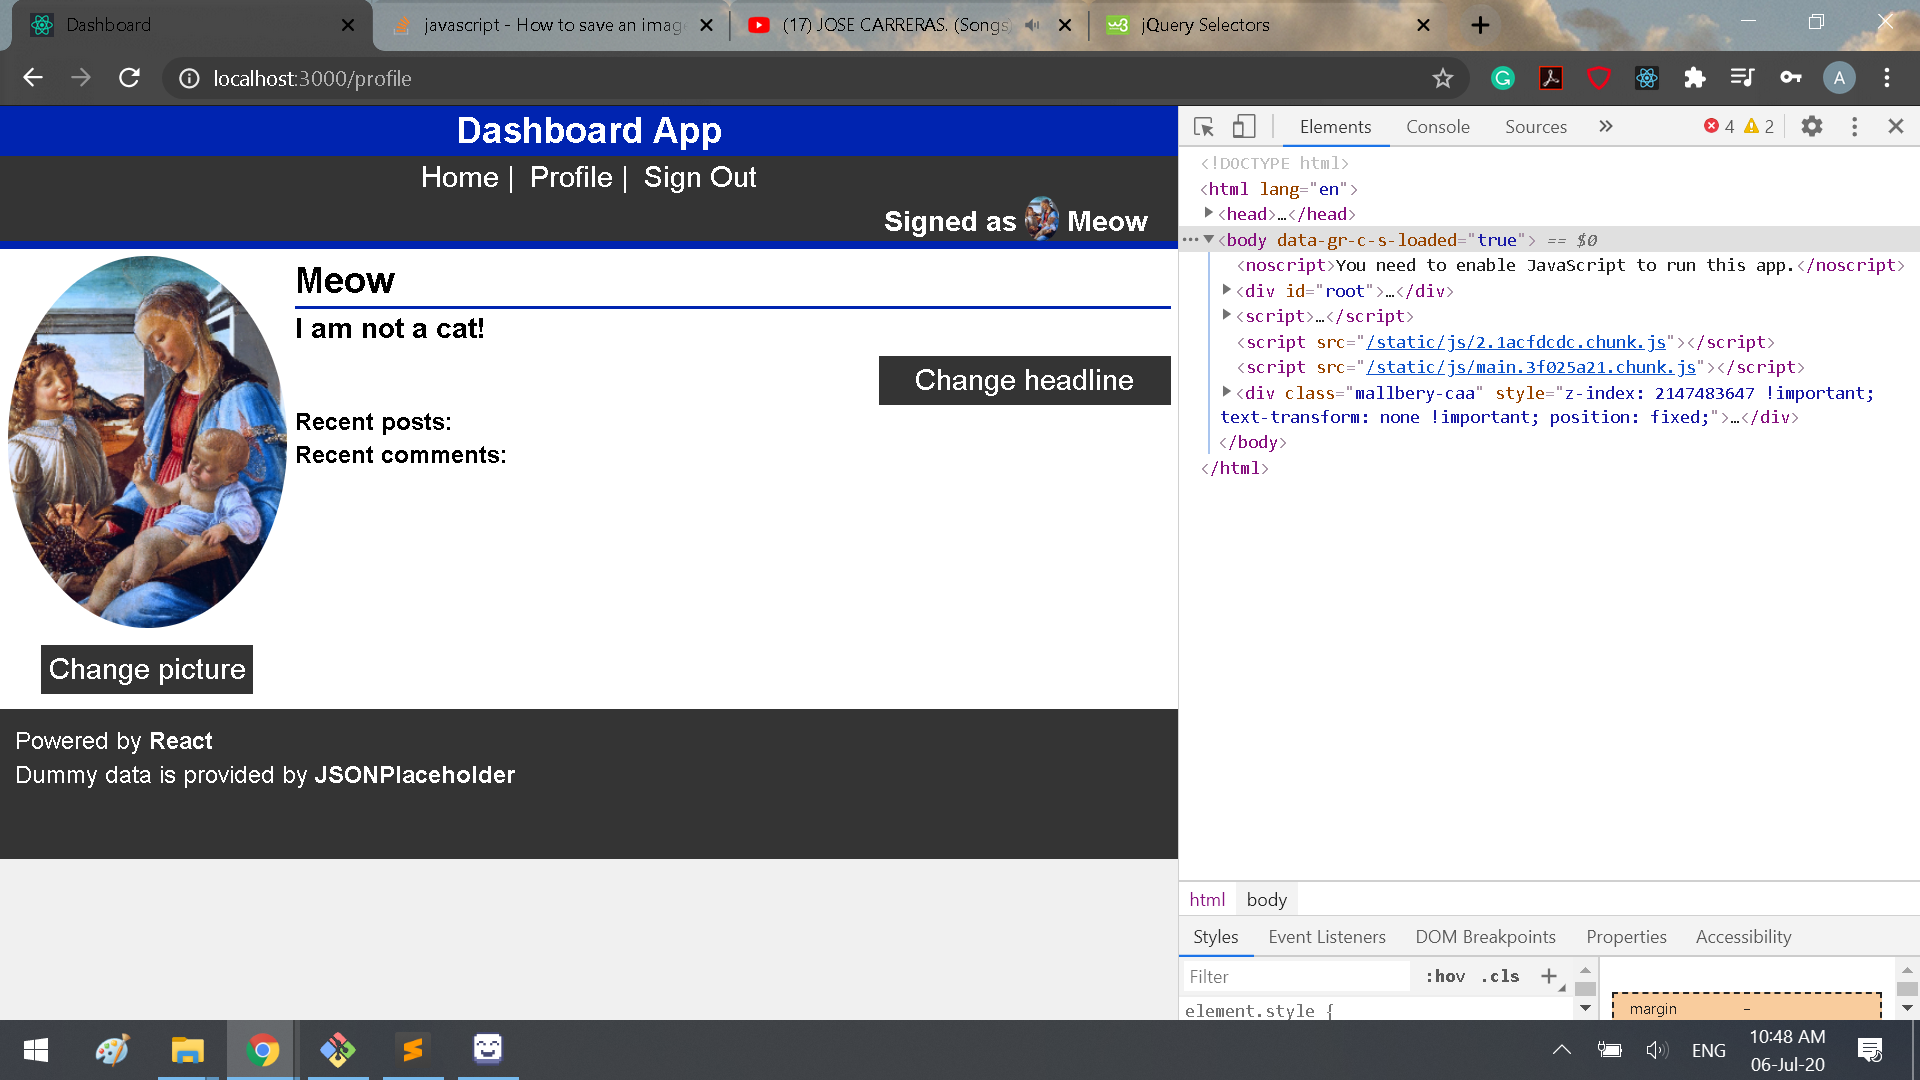 Dashboard
javascript - How to save an image
(17) JOSE CARRERAS. (Songs
jQuery Selectors
localhost:3000/profile
A
Dashboard App
Home | Profile | Sign Out
Signed as Meow
Meow
I am not a cat!
Change headline
Recent posts:
Recent comments:
Change picture
Powered by React
Dummy data is provided by JSONPlaceholder
Elements Console Sources » 4 2
<!DOCTYPE html>
<html lang="en">
<head>…</head>
<body data-gr-c-s-loaded="true"> == $0
<noscript>You need to enable JavaScript to run this app.</noscript>
<div id="root">…</div>
<script>…</script>
<script src="/static/js/2.1acfdcdc.chunk.js"></script>
<script src="/static/js/main.3f025a21.chunk.js"></script>
<div class="mallbery-caa" style="z-index: 2147483647 !important;
text-transform: none !important; position: fixed;">…</div>
</body>
</html>
html body
Styles Event Listeners DOM Breakpoints Properties Accessibility
Filter :hov .cls +
element.style {
margin -
ENG
10:48 AM
06-Jul-20